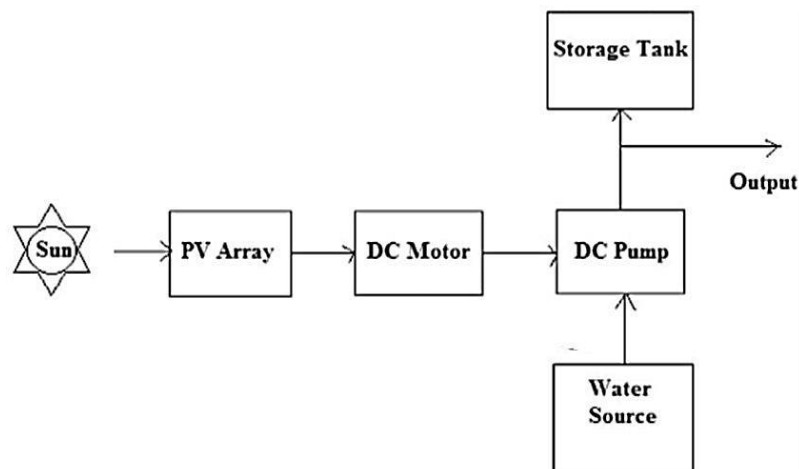 Storage Tank
Output
Sun
PV Array
DC Motor
DC Pump
Water
Source